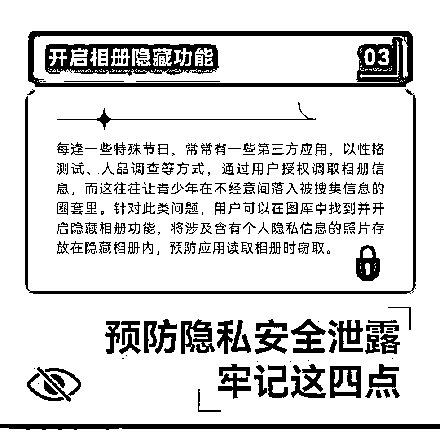 开启相册隐藏功能
03
每逢一些特殊节日，常常有一些第三方应用，以性格
测试、人品调查等方式，通过用户授权调取相册信
息，而这往往让青少年在不经意间落入被搜集信息的
圈套里。针对此类问题，用户可以在图库中找到并开
启隐藏相册功能，将涉及含有个人隐私信息的照片存
放在隐藏相册内，预防应用读取相册时窃取。
预防隐私安全泄露
牢记这四点